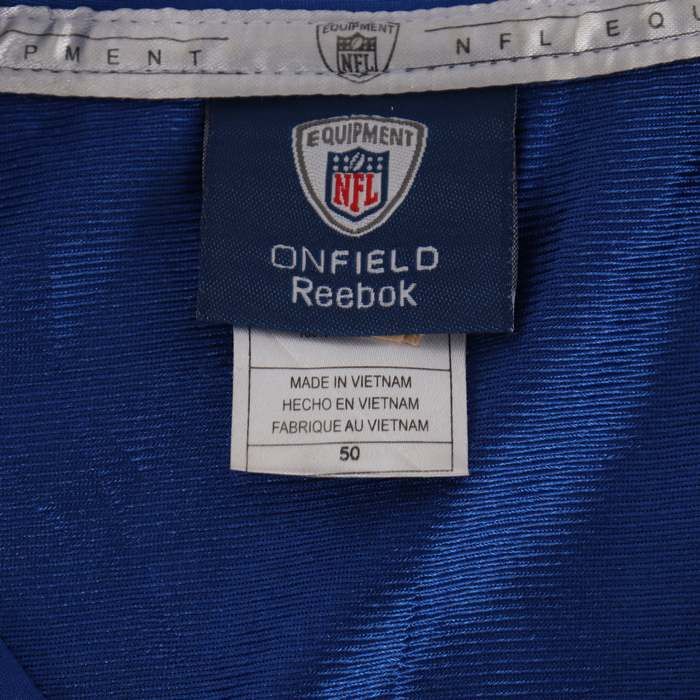 PMENT
EQUIPMENT
NFL
NFL EQU
EQUIPMENT
NFL
ONFIELD
Reebok
MADE IN VIETNAM
HECHO EN VIETNAM
FABRIQUE AU VIETNAM
50